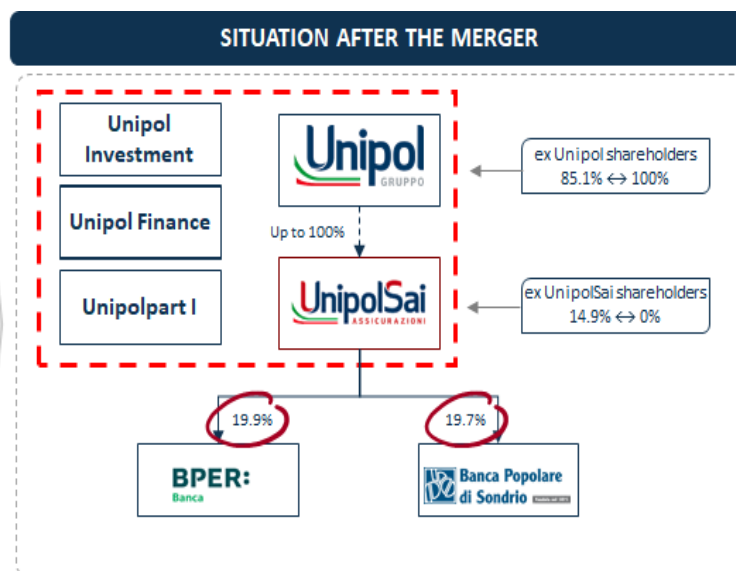 SITUATION AFTER THE MERGER
Unipol
Investment
Unipol
GRUPPO
ex Unipol shareholders
85.1% ↔ 100%
Unipol Finance
Up to 100%
Unipolpart I
UnipolSai
ASSICURAZIONI
ex UnipolSai shareholders
14.9% ↔ 0%
19.9%
19.7%
BPER:
Banca
Banca Popolare
di Sondrio